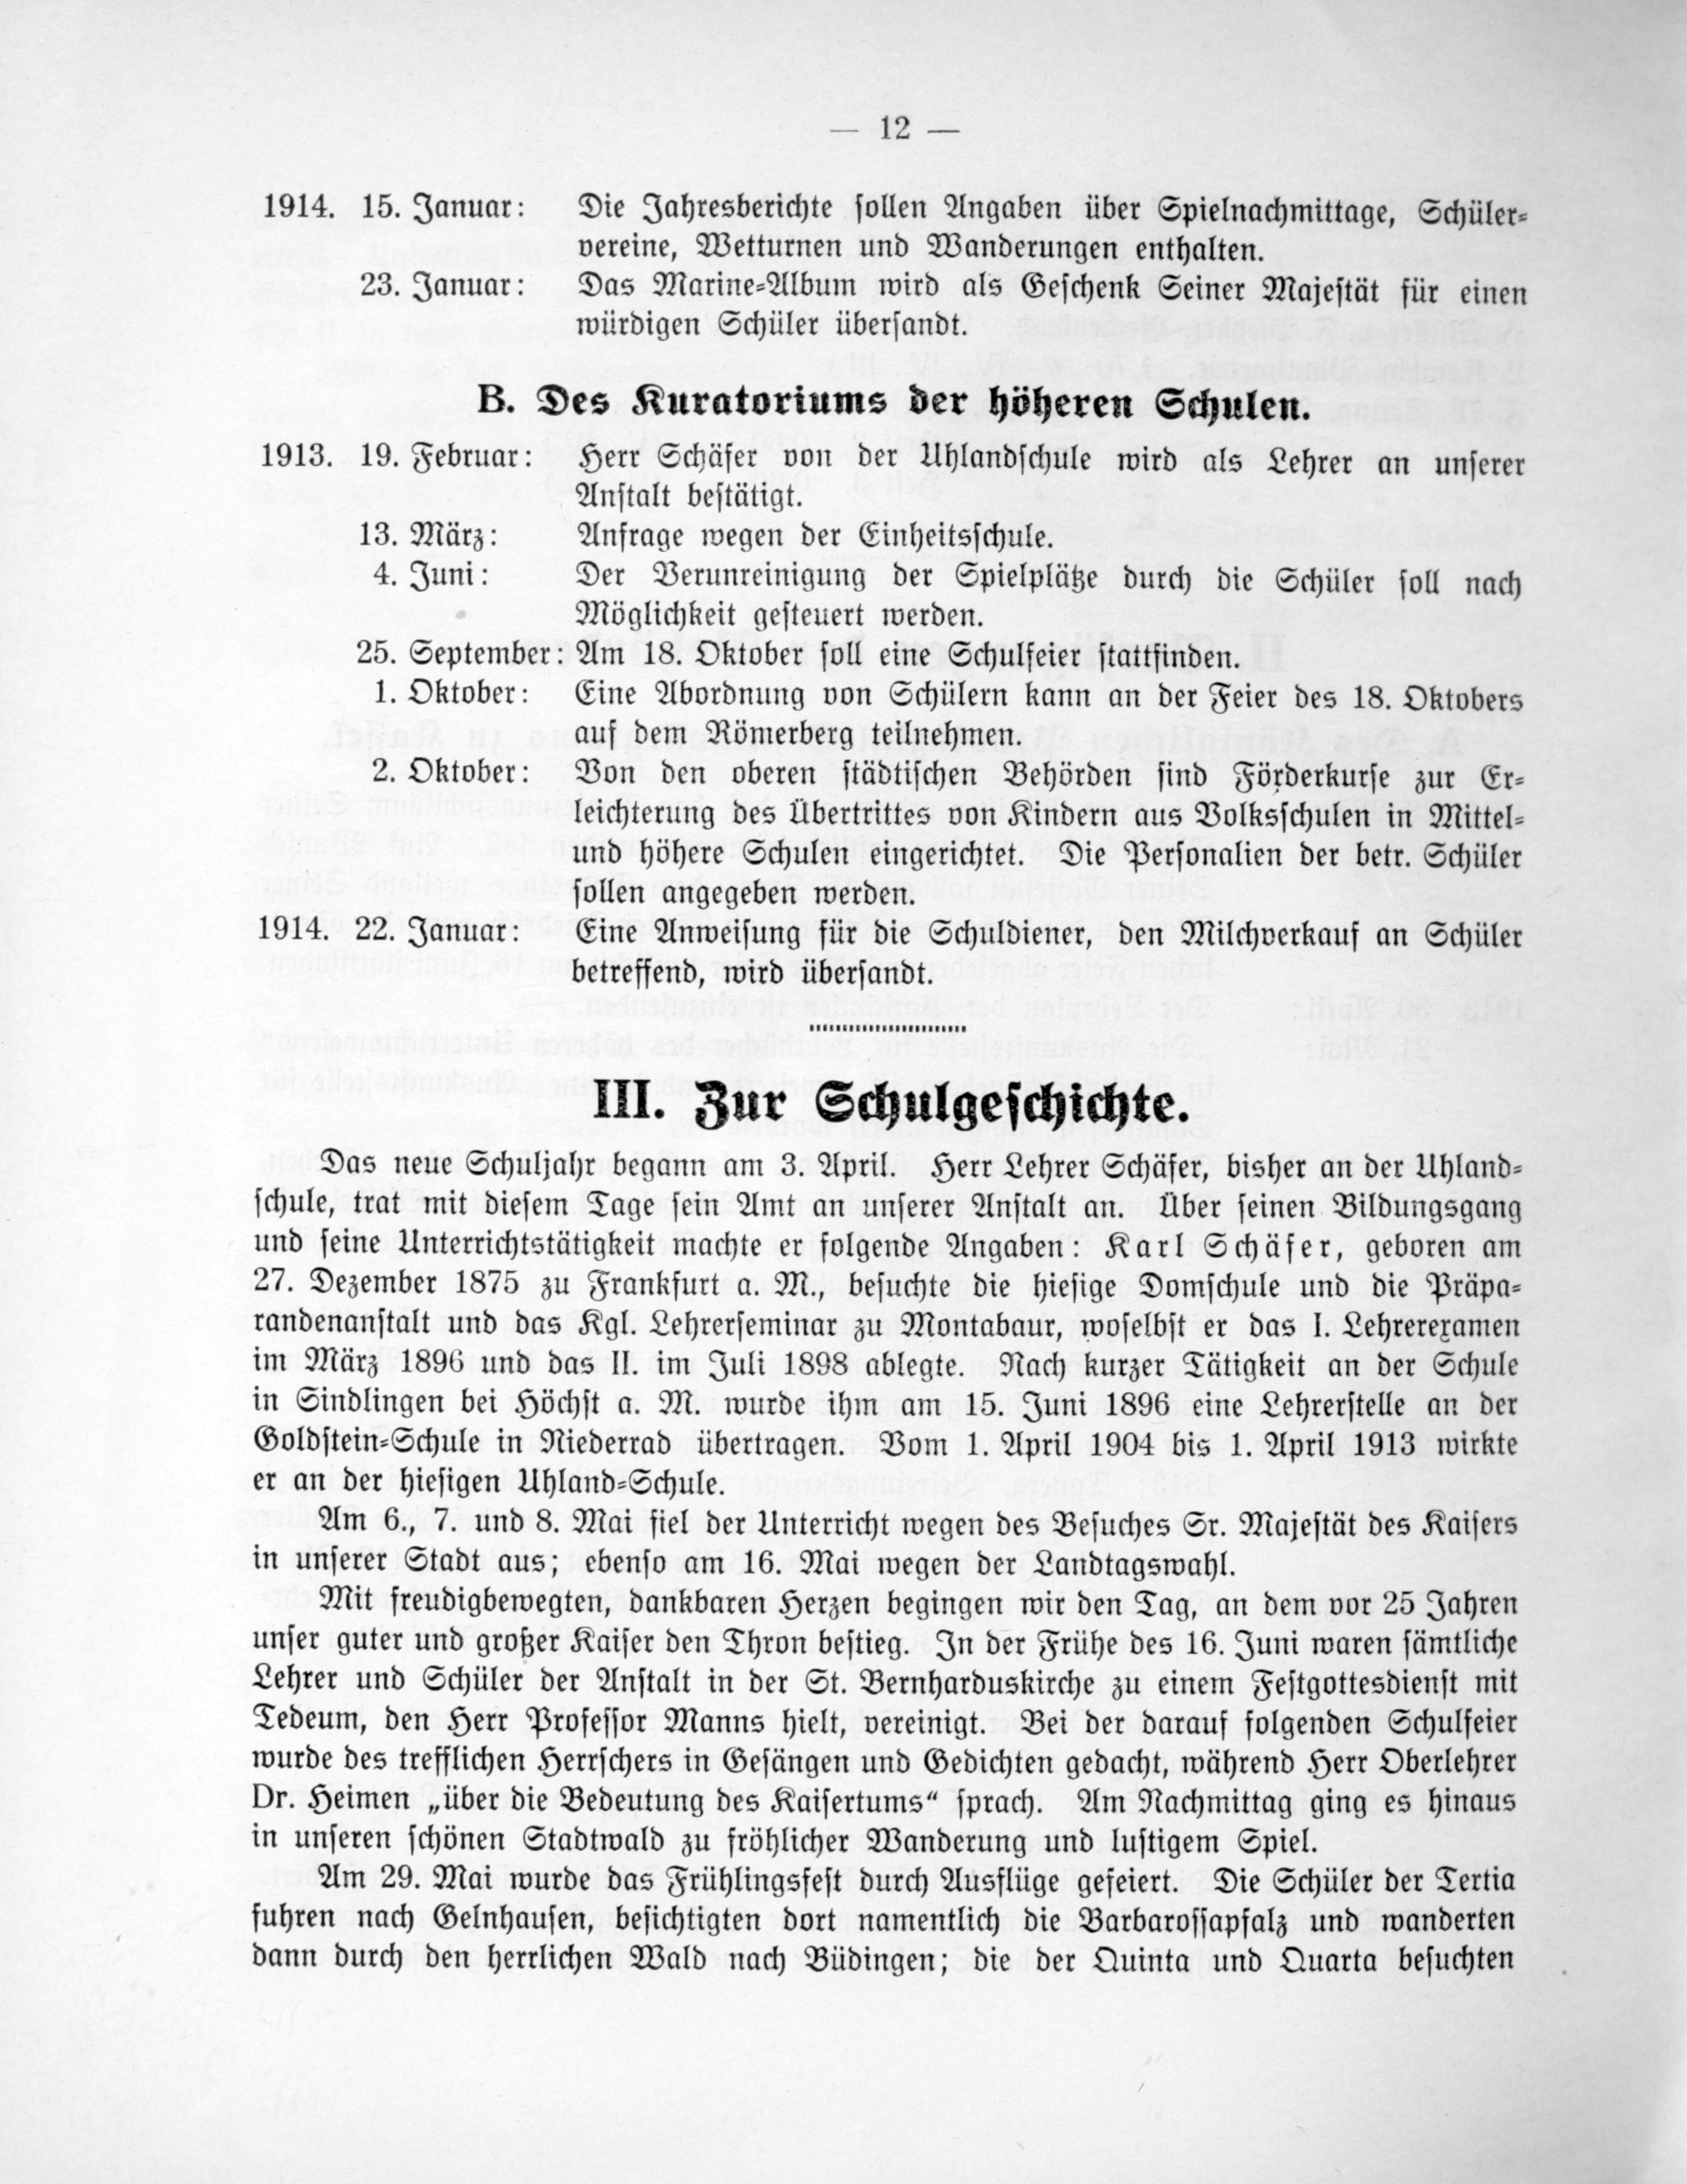 — 12 —
1914. 15. Januar: Die Jahresberichte sollen Angaben über Spielnachmittage, Schüler-
vereine, Wetturnen und Wanderungen enthalten.
23. Januar: Das Marine-Album wird als Geschenk Seiner Majestät für einen
würdigen Schüler übersandt.
B. Des Kuratoriums der höheren Schulen.
1913. 19. Februar: Herr Schäfer von der Uhlandschule wird als Lehrer an unserer
Anstalt bestätigt.
13. März: Anfrage wegen der Einheitsschule.
4. Juni: Der Verunreinigung der Spielplätze durch die Schüler soll nach
Möglichkeit gesteuert werden.
25. September: Am 18. Oktober soll eine Schulfeier stattfinden.
1. Oktober: Eine Abordnung von Schülern kann an der Feier des 18. Oktobers
auf dem Römerberg teilnehmen.
2. Oktober: Von den oberen städtischen Behörden sind Förderkurse zur Er-
leichterung des Übertrittes von Kindern aus Volksschulen in Mittel-
und höhere Schulen eingerichtet. Die Personalien der betr. Schüler
sollen angegeben werden.
1914. 22. Januar: Eine Anweisung für die Schuldiener, den Milchverkauf an Schüler
betreffend, wird übersandt.
III. Zur Schulgeschichte.
Das neue Schuljahr begann am 3. April. Herr Lehrer Schäfer, bisher an der Uhland-
schule, trat mit diesem Tage sein Amt an unserer Anstalt an. Über seinen Bildungsgang
und seine Unterrichtstätigkeit machte er folgende Angaben: Karl Schäfer, geboren am
27. Dezember 1875 zu Frankfurt a. M., besuchte die hiesige Domschule und die Präpa-
randenanstalt und das Kgl. Lehrerseminar zu Montabaur, woselbst er das I. Lehrerexamen
im März 1896 und das II. im Juli 1898 ablegte. Nach kurzer Tätigkeit an der Schule
in Sindlingen bei Höchst a. M. wurde ihm am 15. Juni 1896 eine Lehrerstelle an der
Goldstein-Schule in Niederrad übertragen. Vom 1. April 1904 bis 1. April 1913 wirkte
er an der hiesigen Uhland-Schule.
Am 6., 7. und 8. Mai fiel der Unterricht wegen des Besuches Sr. Majestät des Kaisers
in unserer Stadt aus; ebenso am 16. Mai wegen der Landtagswahl.
Mit freudigbewegten, dankbaren Herzen begingen wir den Tag, an dem vor 25 Jahren
unser guter und großer Kaiser den Thron bestieg. In der Frühe des 16. Juni waren sämtliche
Lehrer und Schüler der Anstalt in der St. Bernharduskirche zu einem Festgottesdienst mit
Tedeum, den Herr Professor Manns hielt, vereinigt. Bei der darauf folgenden Schulfeier
wurde des trefflichen Herrschers in Gesängen und Gedichten gedacht, während Herr Oberlehrer
Dr. Heimen „über die Bedeutung des Kaisertums“ sprach. Am Nachmittag ging es hinaus
in unseren schönen Stadtwald zu fröhlicher Wanderung und lustigem Spiel.
Am 29. Mai wurde das Frühlingsfest durch Ausflüge gefeiert. Die Schüler der Tertia
fuhren nach Gelnhausen, besichtigten dort namentlich die Barbarossapfalz und wanderten
dann durch den herrlichen Wald nach Büdingen; die der Quinta und Quarta besuchten